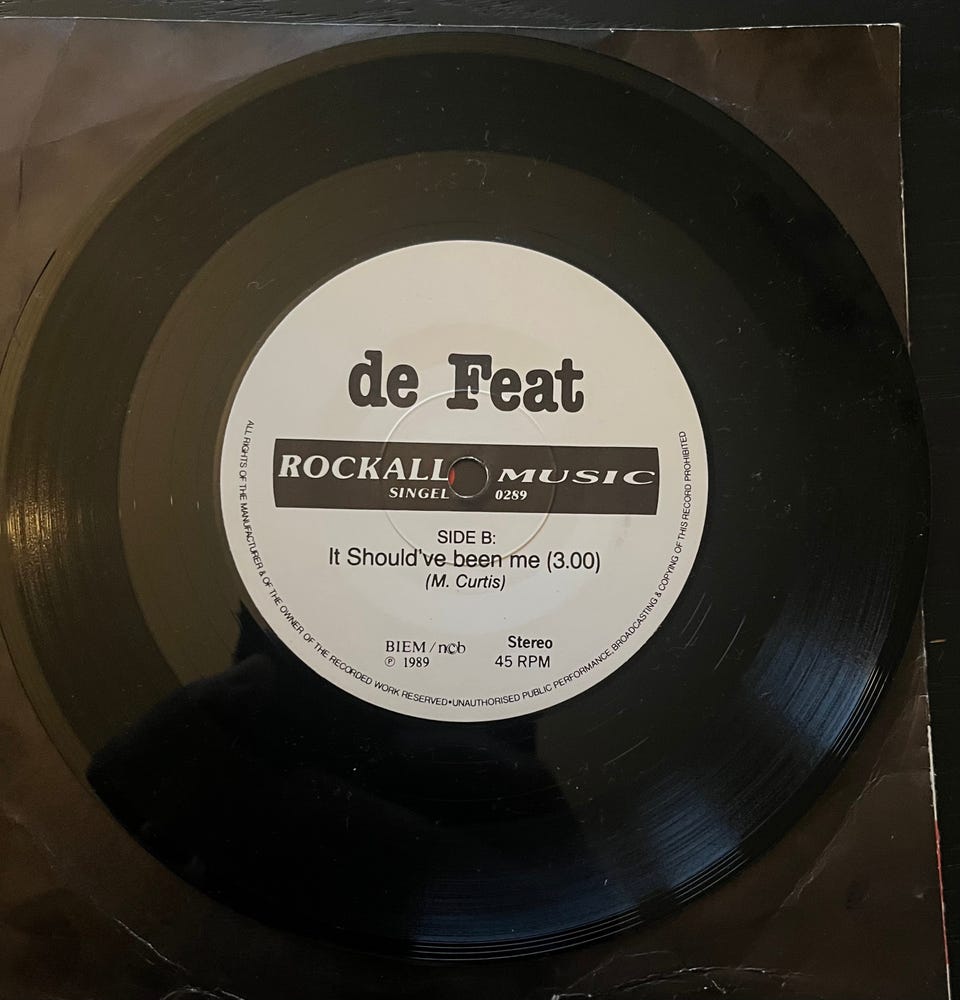 de Feat
ROCKALL MUSIC
SINGEL 0289
SIDE B:
It Should've been me (3.00)
(M. Curtis)
BIEM/ncb Stereo
℗ 1989 45 RPM
ALL RIGHTS OF THE MANUFACTURER & OF THE OWNER OF THE RECORDED WORK RESERVED•UNAUTHORISED PUBLIC PERFORMANCE, BROADCASTING & COPYING OF THIS RECORD PROHIBITED